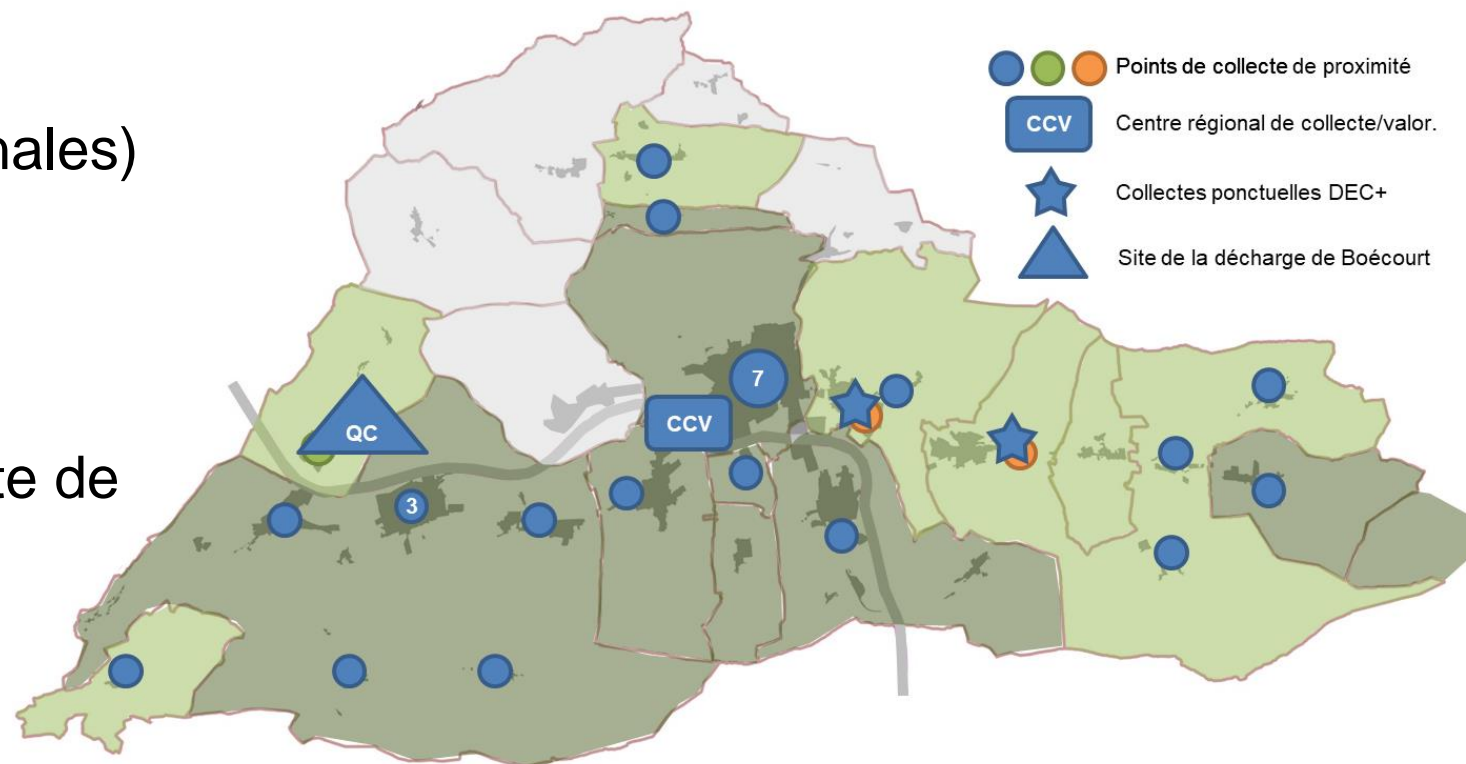 nales)
te de
Points de collecte de proximité
CCV
Centre régional de collecte/valor.
Collectes ponctuelles DEC+
Site de la décharge de Boécourt
7
CCV
QC
3